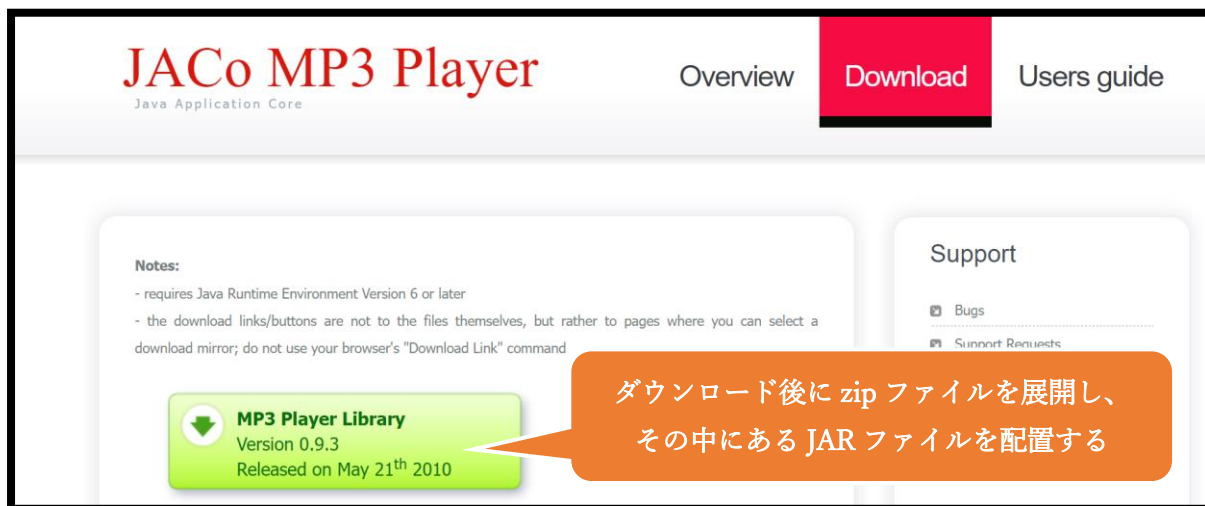 JACo MP3 Player
Java Application Core
Overview
Download
Users guide
Notes:
- requires Java Runtime Environment Version 6 or later
- the download links/buttons are not to the files themselves, but rather to pages where you can select a
download mirror; do not use your browser's "Download Link" command
MP3 Player Library
Version 0.9.3
Released on May 21th 2010
Support
Bugs
Support Requests
ダウンロード後に zip ファイルを展開し、
その中にある JAR ファイルを配置する